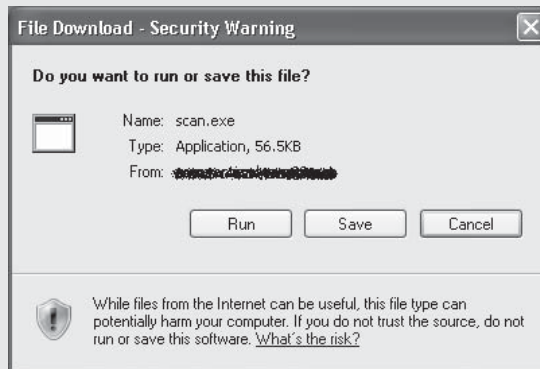 File Download - Security Warning
Do you want to run or save this file?
Name: scan.exe
Type: Application, 56.5KB
From:
Run Save Cancel
While files from the Internet can be useful, this file type can
potentially harm your computer. If you do not trust the source, do not
run or save this software. What's the risk?